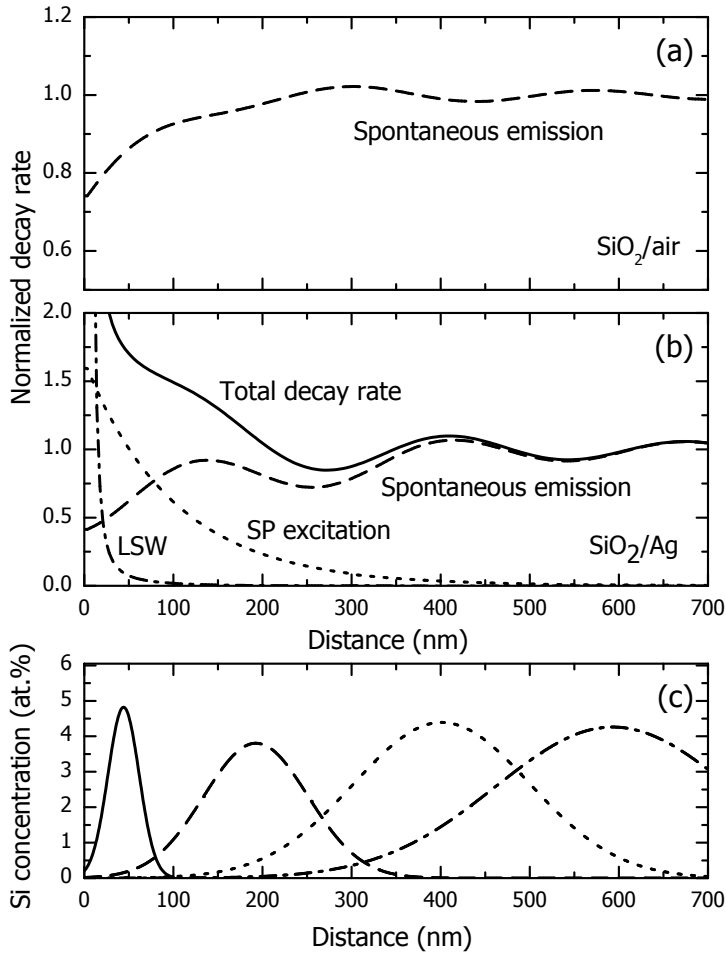 Normalized decay rate
1.2
1.0
0.8
0.6
(a)
Spontaneous emission
SiO2/air
2.0
1.5
1.0
0.5
0.0
(b)
Total decay rate
Spontaneous emission
SP excitation
LSW
SiO2/Ag
0 100 200 300 400 500 600 700
Distance (nm)
Si concentration (at.%)
6
5
4
3
2
1
0
(c)
0 100 200 300 400 500 600 700
Distance (nm)